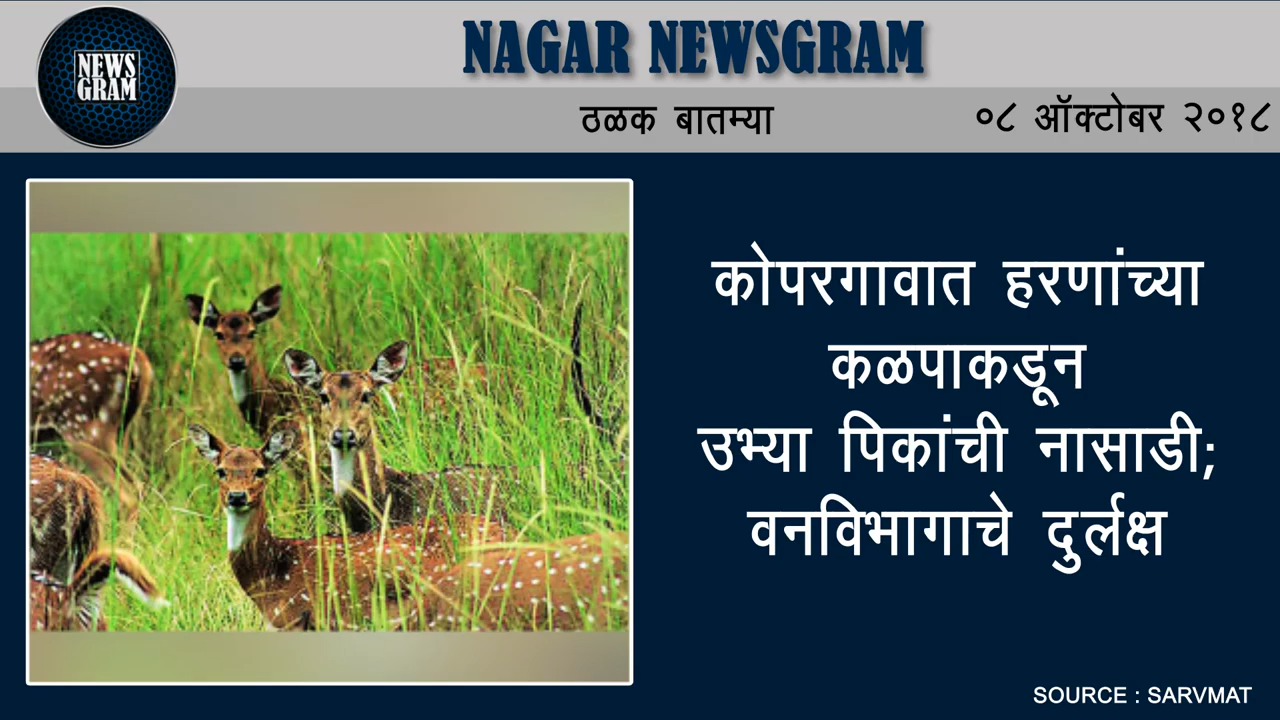 NEWS
GRAM
NAGAR NEWSGRAM
ठळक बातम्या
०८ ऑक्टोबर २०१८
कोपरगावात हरणांच्या
कळपाकडून
उभ्या पिकांची नासाडी;
वनविभागाचे दुर्लक्ष
SOURCE : SARVMAT